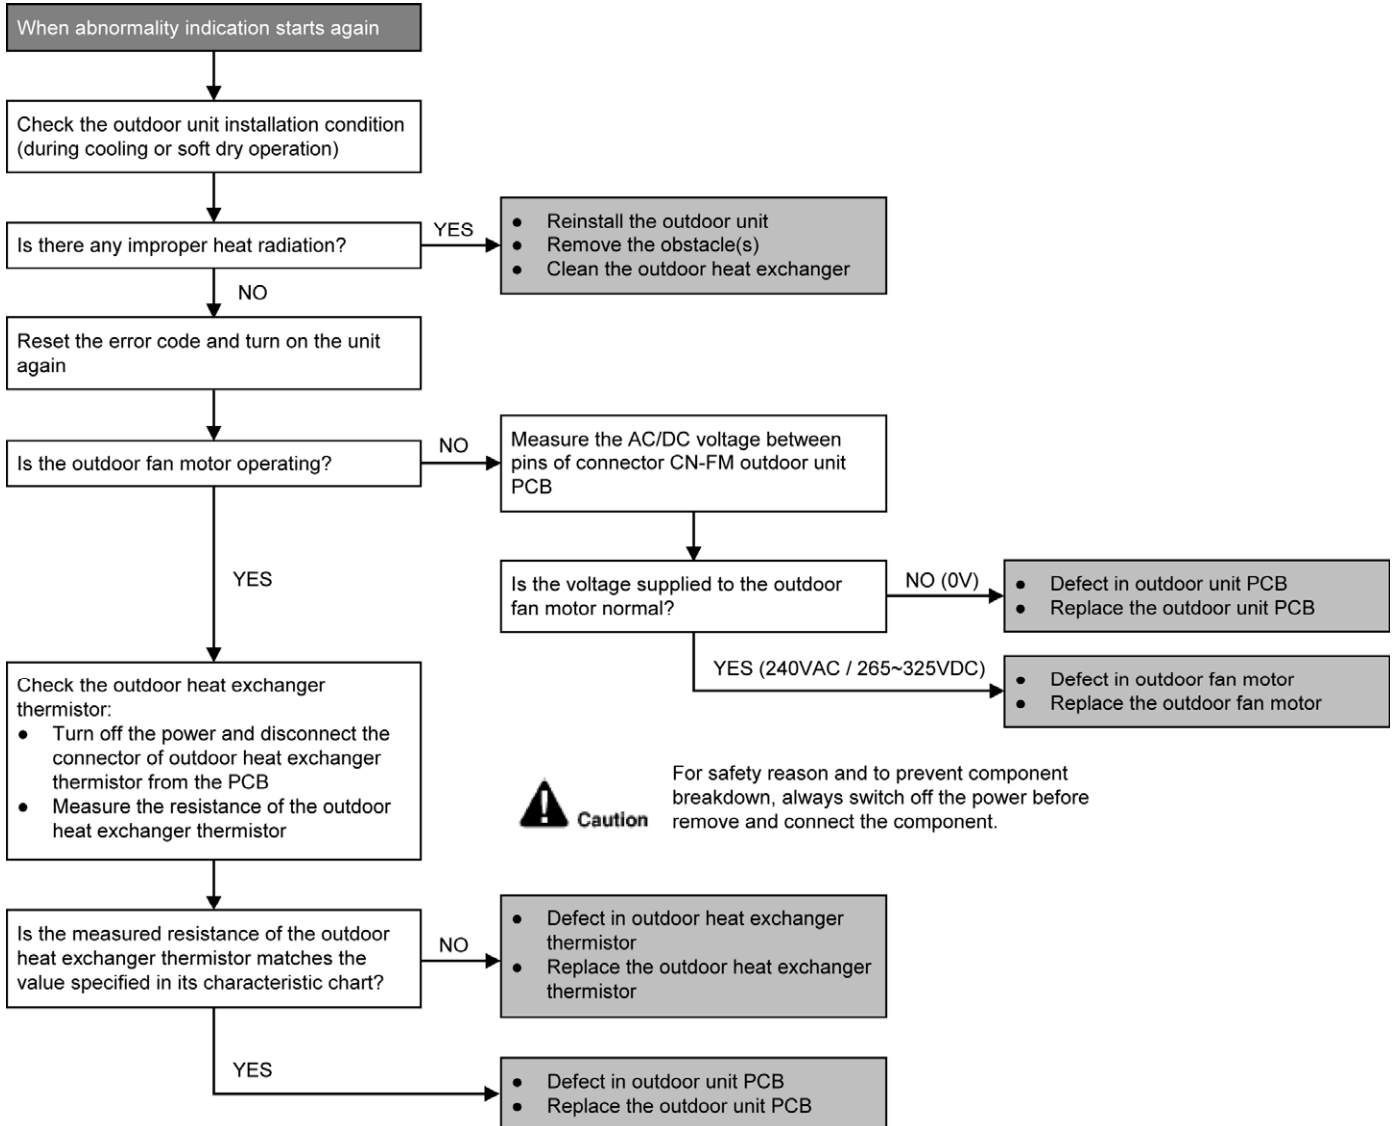 When abnormality indication starts again
Check the outdoor unit installation condition
(during cooling or soft dry operation)
Is there any improper heat radiation?
YES
● Reinstall the outdoor unit
● Remove the obstacle(s)
● Clean the outdoor heat exchanger
NO
Reset the error code and turn on the unit
again
Is the outdoor fan motor operating?
NO
Measure the AC/DC voltage between
pins of connector CN-FM outdoor unit
PCB
YES
Is the voltage supplied to the outdoor
fan motor normal?
NO (0V)
● Defect in outdoor unit PCB
● Replace the outdoor unit PCB
YES (240VAC / 265~325VDC)
● Defect in outdoor fan motor
● Replace the outdoor fan motor
Check the outdoor heat exchanger
thermistor:
● Turn off the power and disconnect the
connector of outdoor heat exchanger
thermistor from the PCB
● Measure the resistance of the outdoor
heat exchanger thermistor
Caution
For safety reason and to prevent component
breakdown, always switch off the power before
remove and connect the component.
Is the measured resistance of the outdoor
heat exchanger thermistor matches the
value specified in its characteristic chart?
NO
● Defect in outdoor heat exchanger
thermistor
● Replace the outdoor heat exchanger
thermistor
YES
● Defect in outdoor unit PCB
● Replace the outdoor unit PCB